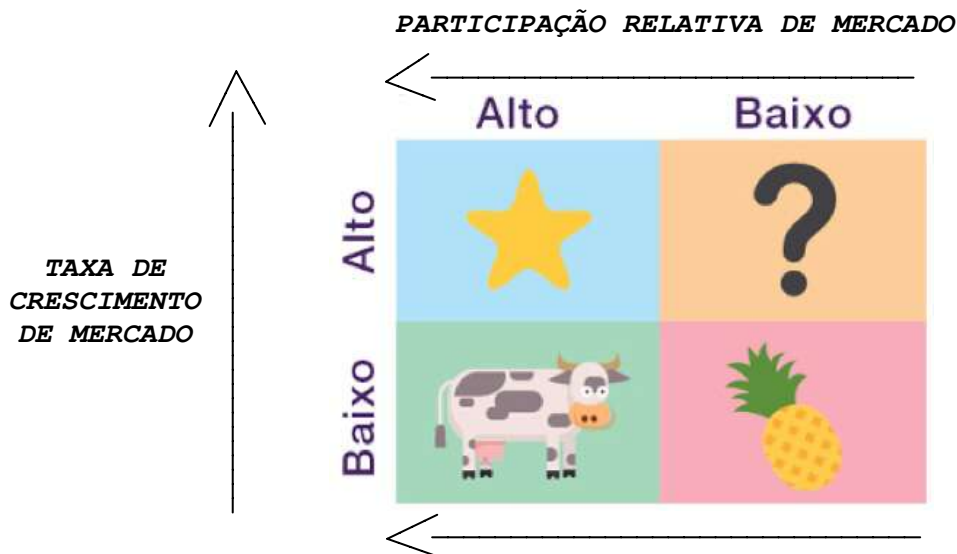 PARTICIPAÇÃO RELATIVA DE MERCADO
Alto
Baixo
Alto
TAXA DE
CRESCIMENTO
DE MERCADO
Baixo
?